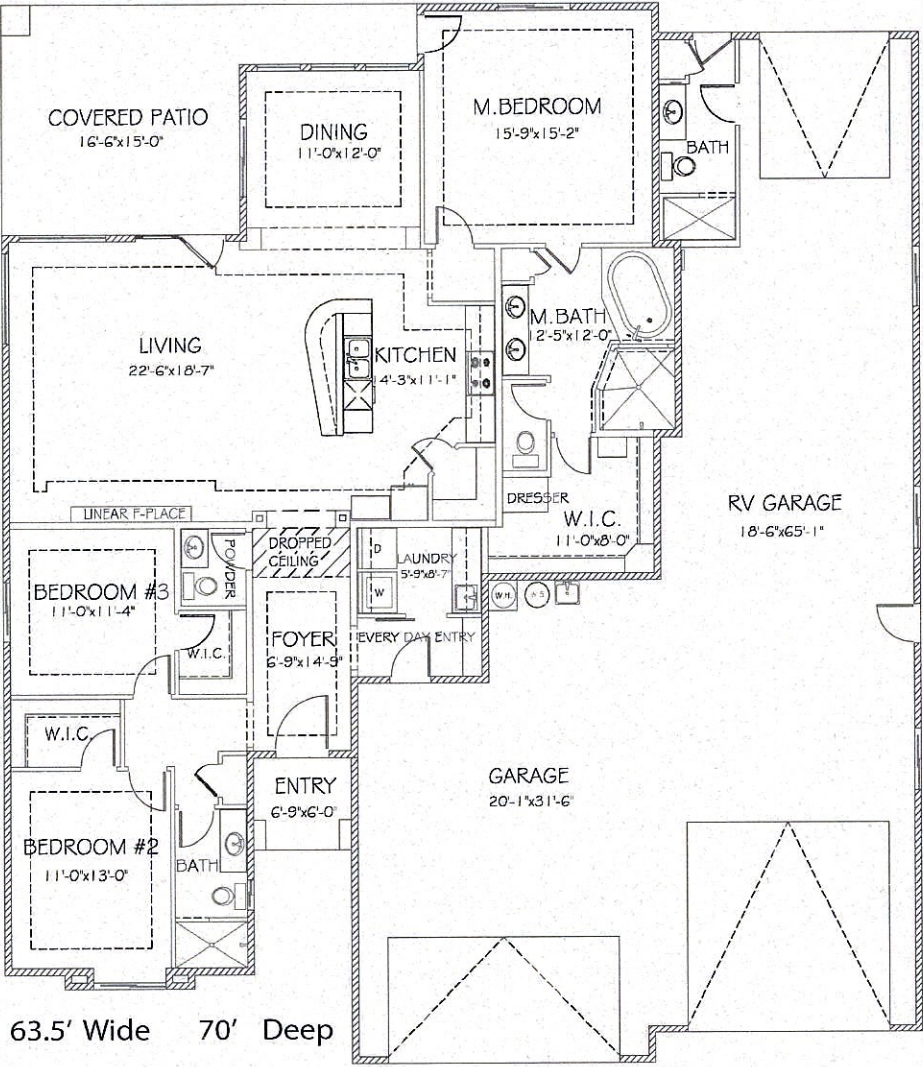 COVERED PATIO
16'-6"x15'-0"
DINING
11'-0"x12'-0"
M.BEDROOM
15'-9"x15'-2"
BATH
LIVING
22'-6"x18'-7"
KITCHEN
14'-3"x11'-1"
M.BATH
12'-5"x12'-0"
DRESSER
W.I.C.
11'-0"x8'-0"
RV GARAGE
18'-6"x65'-1"
LINEAR F-PLACE
DROPPED
CEILING
D
LAUNDRY
5'-9"x8'-7"
W
W.H.
BEDROOM #3
11'-0"x11'-4"
POWDER
W.I.C.
FOYER
6'-9"x14'-9"
EVERY DAY ENTRY
W.I.C.
ENTRY
6'-9"x6'-0"
GARAGE
20'-1"x31'-6"
BEDROOM #2
11'-0"x13'-0"
BATH
63.5' Wide 70' Deep